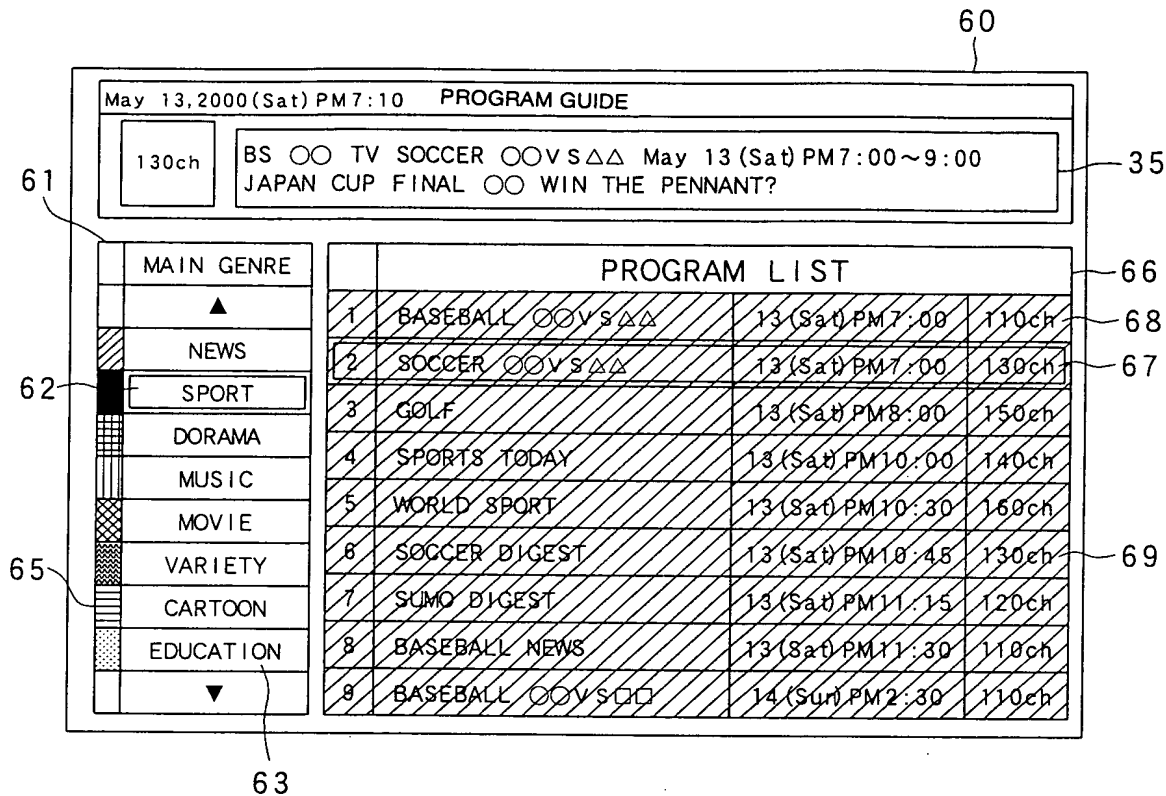 60
May 13,2000(Sat)PM7:10 PROGRAM GUIDE
130ch
BS ○○ TV SOCCER ○○VS△△ May 13(Sat)PM7:00~9:00
JAPAN CUP FINAL ○○ WIN THE PENNANT?
35
61
MAIN GENRE
▲
NEWS
62
SPORT
DORAMA
MUSIC
MOVIE
VARIETY
65
CARTOON
EDUCATION
▼
63
PROGRAM LIST
66
1 BASEBALL ○○VS△△ 13(Sat)PM7:00 110ch
68
2 SOCCER ○○VS△△ 13(Sat)PM7:00 130ch
67
3 GOLF 13(Sat)PM8:00 150ch
4 SPORTS TODAY 13(Sat)PM10:00 140ch
5 WORLD SPORT 13(Sat)PM10:30 160ch
6 SOCCER DIGEST 13(Sat)PM10:45 130ch
69
7 SUMO DIGEST 13(Sat)PM11:15 120ch
8 BASEBALL NEWS 13(Sat)PM11:30 110ch
9 BASEBALL ○○VS□□ 14(Sun)PM2:30 110ch